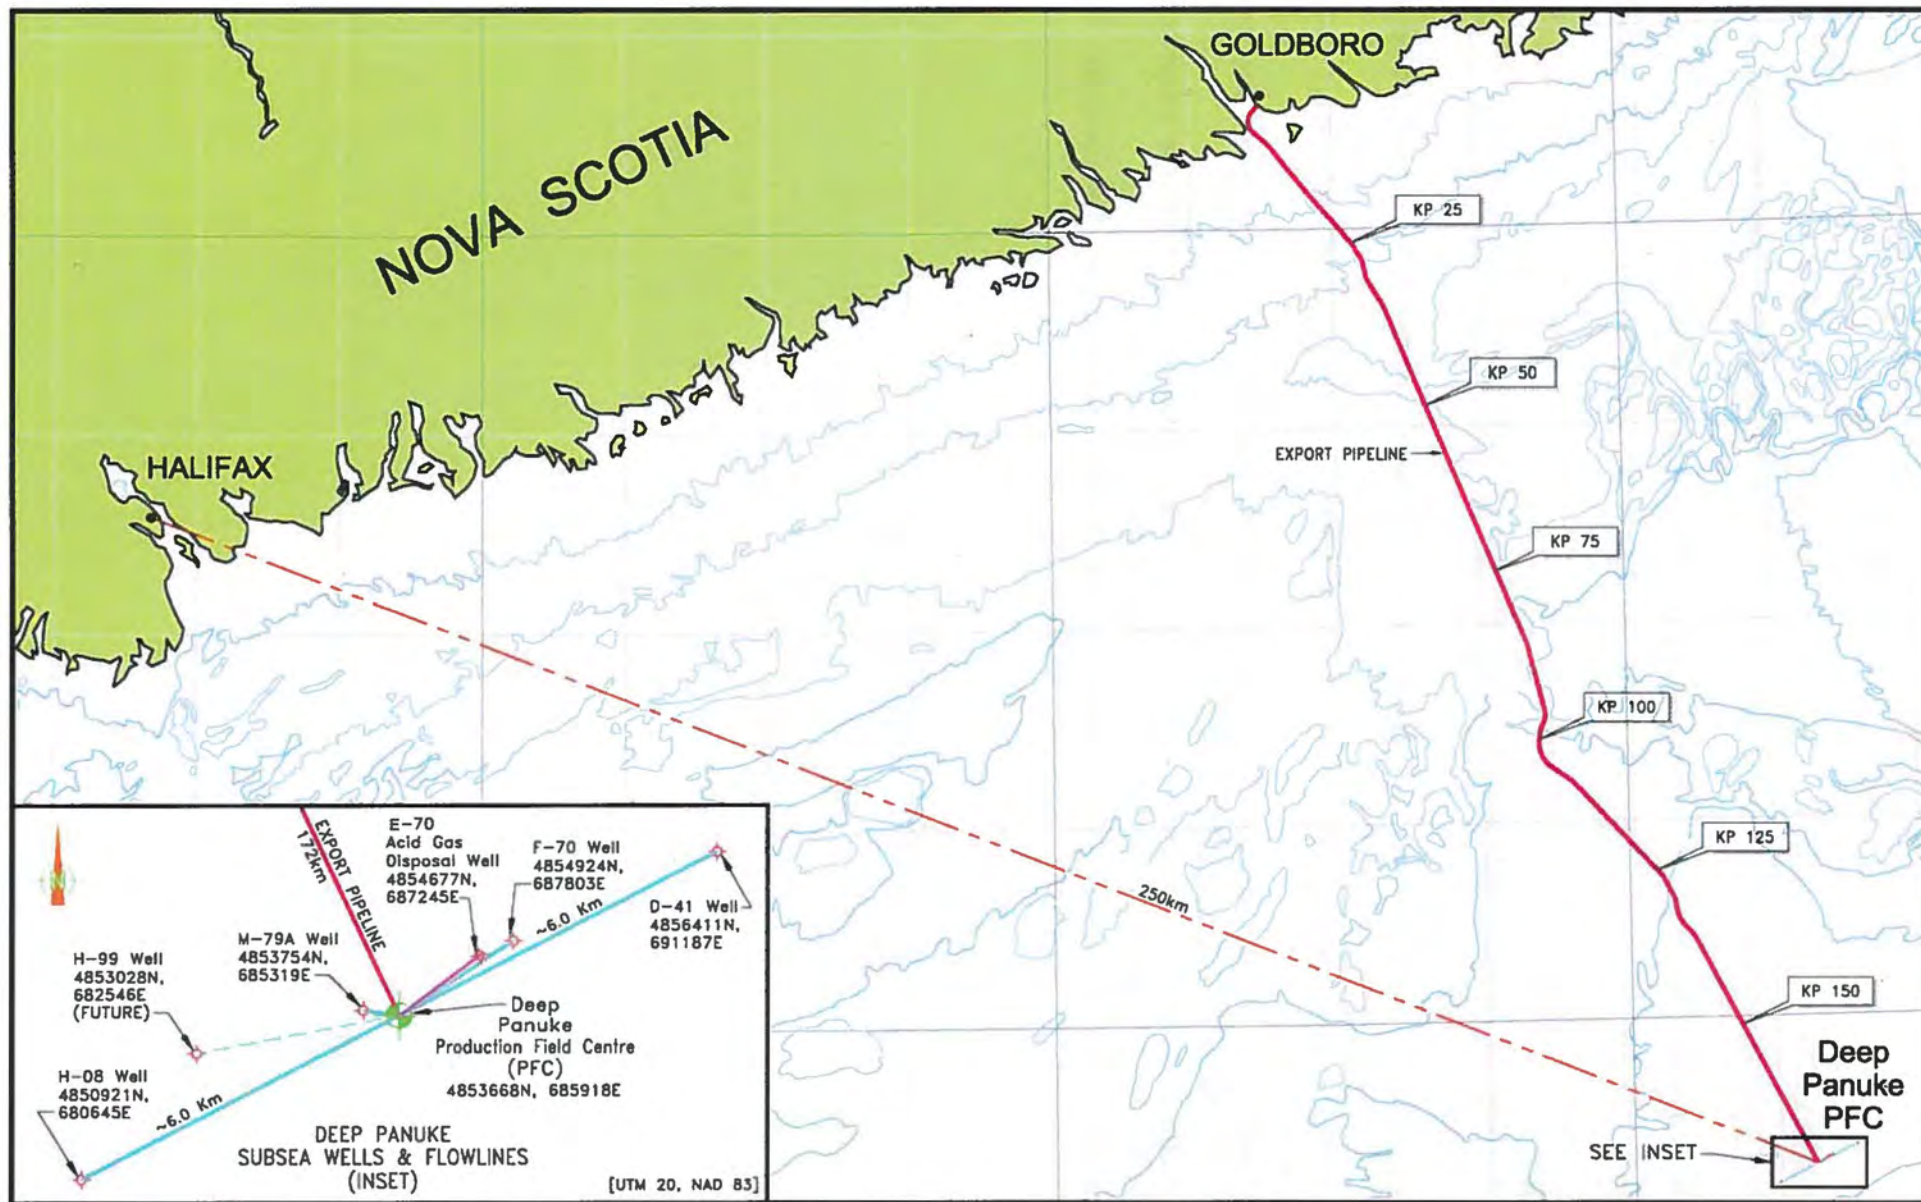 GOLDBORO
NOVA SCOTIA
KP 25
KP 50
EXPORT PIPELINE
HALIFAX
KP 75
KP 100
KP 125
250km
KP 150
Deep
Panuke
PFC
SEE INSET
N
EXPORT PIPELINE
172km
E-70
Acid Gas
Disposal Well
4854677N,
687245E
F-70 Well
4854924N,
687803E
~6.0 Km
D-41 Well
4856411N,
691187E
M-79A Well
4853754N,
685319E
H-99 Well
4853028N,
682546E
(FUTURE)
Deep
Panuke
Production Field Centre
(PFC)
4853668N, 685918E
H-08 Well
4850921N,
680645E
~6.0 Km
DEEP PANUKE
SUBSEA WELLS & FLOWLINES
(INSET)
[UTM 20, NAD 83]